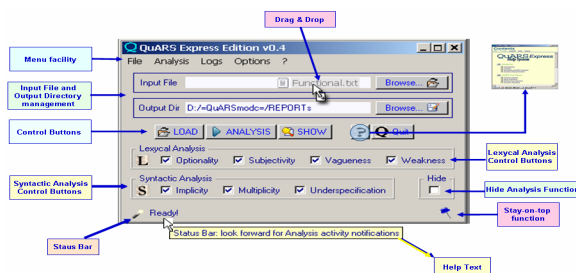 Drag & Drop
QuARS Express Edition v0.4
Menu facility
File Analysis Logs Options ?
QuARS Express
Input File Functional.txt Browse...
Input File and
Output Directory
management
Output Dir D:/=QuARSmodc=/REPORTs Browse...
Control Buttons
LOAD ANALYSIS SHOW ? Quit
Lexycal Analysis
L Optionality Subjectivity Vagueness Weakness
Lexycal Analysis
Control Buttons
Syntactic Analysis
Control Buttons
Syntactic Analysis Hide
S Implicity Multiplicity Underspecification
Hide Analysis Function
Ready!
Stay-on-top
function
Status Bar: look forward for Analysis activity notifications
Staus Bar
Help Text